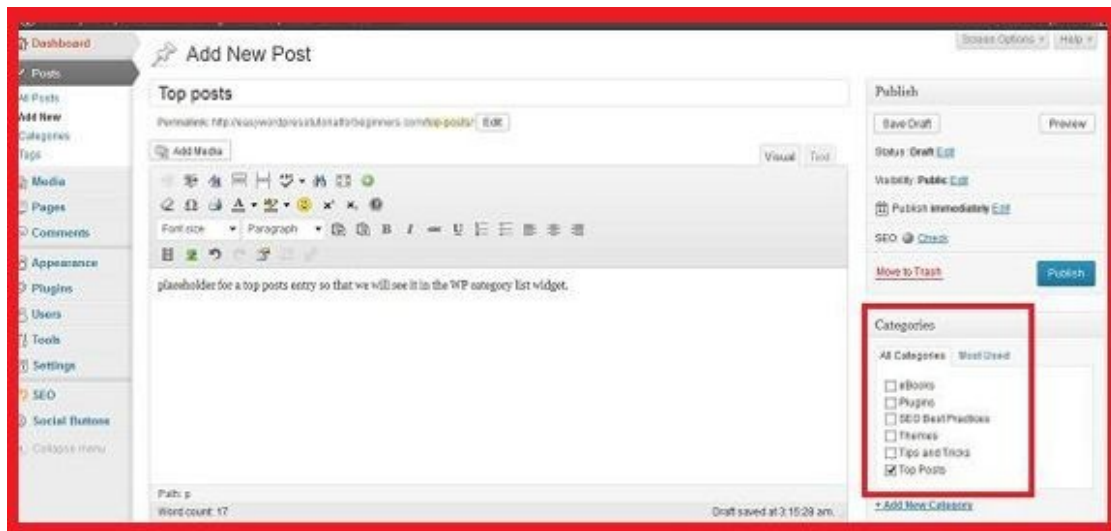 Dashboard
Posts
All Posts
Add New
Categories
Tags
Media
Pages
Comments
Appearance
Plugins
Users
Tools
Settings
SEO
Social Buttons
Collapse menu
Screen Options Help
Add New Post
Top posts
Permalink: Edit
Add Media
Visual Text
Font size Paragraph B I U
placeholder for a top posts entry so that we will see it in the WP category list widget.
Path: p
Word count: 17 Draft saved at 3:15:28 am.
Publish
Save Draft Preview
Status: Draft Edit
Visibility: Public Edit
Publish immediately Edit
SEO: Check
Move to Trash Publish
Categories
All Categories Most Used
eBooks
Plugins
SEO Best Practices
Themes
Tips and Tricks
Top Posts
+ Add New Category